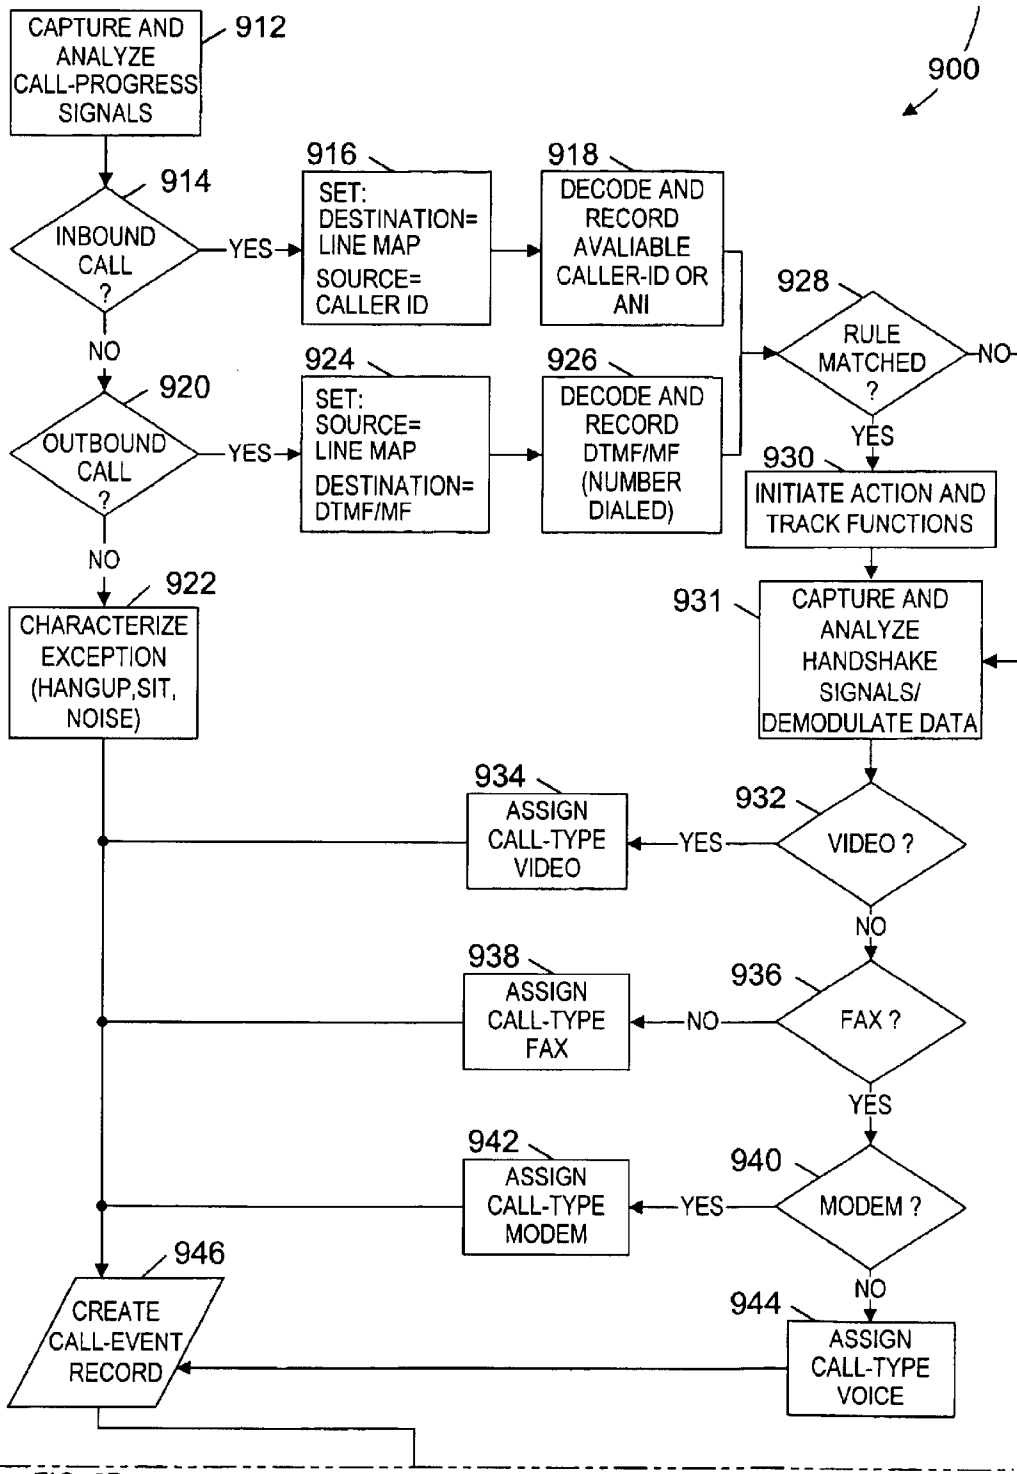 CAPTURE AND
ANALYZE
CALL-PROGRESS
SIGNALS
912
900
914
INBOUND
CALL
?
YES
NO
916
SET:
DESTINATION=
LINE MAP
SOURCE=
CALLER ID
918
DECODE AND
RECORD
AVALIABLE
CALLER-ID OR
ANI
928
RULE
MATCHED
?
NO
YES
920
OUTBOUND
CALL
?
YES
NO
924
SET:
SOURCE=
LINE MAP
DESTINATION=
DTMF/MF
926
DECODE AND
RECORD
DTMF/MF
(NUMBER
DIALED)
930
INITIATE ACTION AND
TRACK FUNCTIONS
922
CHARACTERIZE
EXCEPTION
(HANGUP,SIT,
NOISE)
931
CAPTURE AND
ANALYZE
HANDSHAKE
SIGNALS/
DEMODULATE DATA
934
ASSIGN
CALL-TYPE
VIDEO
YES
932
VIDEO ?
NO
938
ASSIGN
CALL-TYPE
FAX
NO
936
FAX ?
YES
942
ASSIGN
CALL-TYPE
MODEM
YES
940
MODEM ?
NO
946
CREATE
CALL-EVENT
RECORD
944
ASSIGN
CALL-TYPE
VOICE